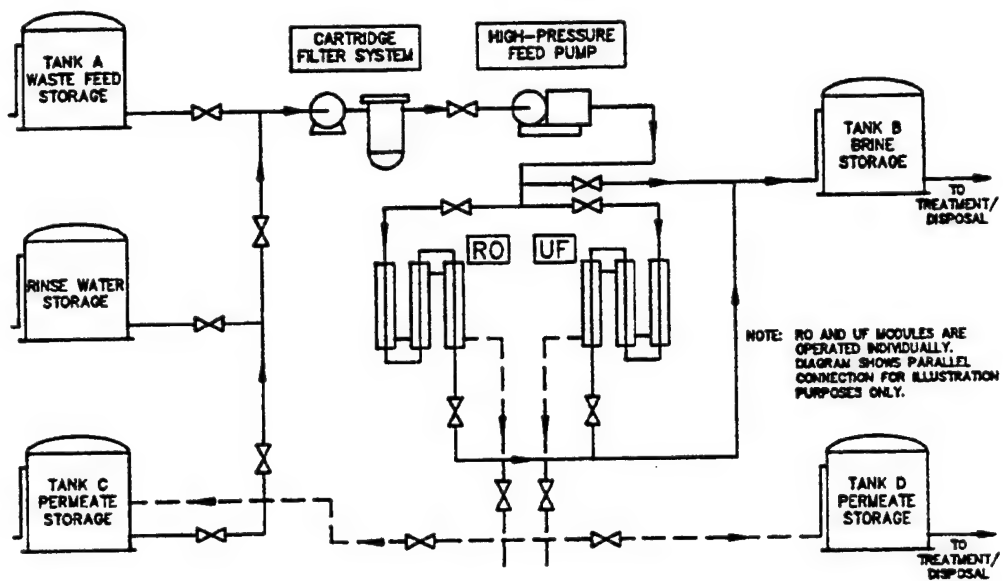 TANK A
WASTE FEED
STORAGE
CARTRIDGE
FILTER SYSTEM
HIGH-PRESSURE
FEED PUMP
TANK B
BRINE
STORAGE
TO
TREATMENT/
DISPOSAL
RO
UF
RINSE WATER
STORAGE
NOTE: RO AND UF MODULES ARE
OPERATED INDIVIDUALLY.
DIAGRAM SHOWS PARALLEL
CONNECTION FOR ILLUSTRATION
PURPOSES ONLY.
TANK C
PERMEATE
STORAGE
TANK D
PERMEATE
STORAGE
TO
TREATMENT/
DISPOSAL